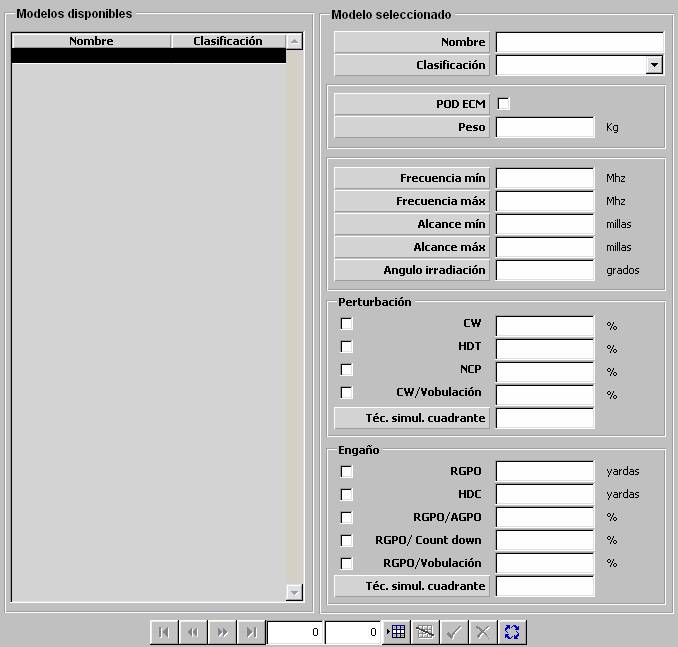 Modelos disponibles
Nombre Clasificación
Modelo seleccionado
Nombre
Clasificación
POD ECM
Peso Kg
Frecuencia mín Mhz
Frecuencia máx Mhz
Alcance mín millas
Alcance máx millas
Angulo irradiación grados
Perturbación
CW %
HDT %
NCP %
CW/Vobulación %
Téc. simul. cuadrante
Engaño
RGPO yardas
HDC yardas
RGPO/AGPO %
RGPO/ Count down %
RGPO/Vobulación %
Téc. simul. cuadrante
0 0